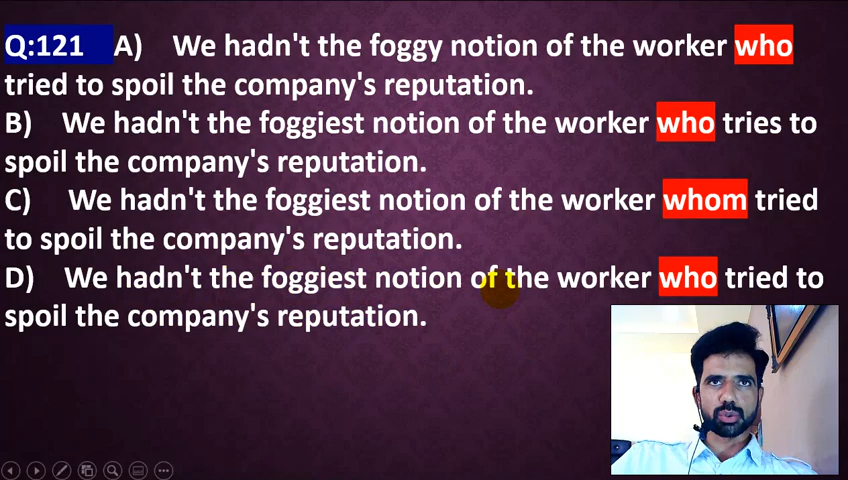 Q:121 A) We hadn't the foggy notion of the worker who
tried to spoil the company's reputation.
B) We hadn't the foggiest notion of the worker who tries to
spoil the company's reputation.
C) We hadn't the foggiest notion of the worker whom tried
to spoil the company's reputation.
D) We hadn't the foggiest notion of the worker who tried to
spoil the company's reputation.